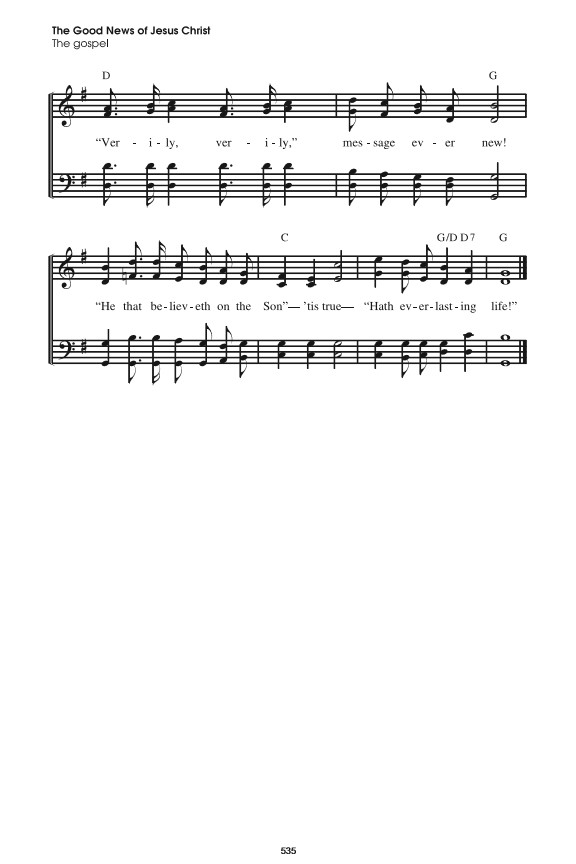 The Good News of Jesus Christ
The gospel
D G
“Ver - i - ly, ver - i - ly,” mes - sage ev - er new!
C G/D D7 G
“He that be - liev - eth on the Son”— ’tis true— “Hath ev - er - last - ing life!”
535